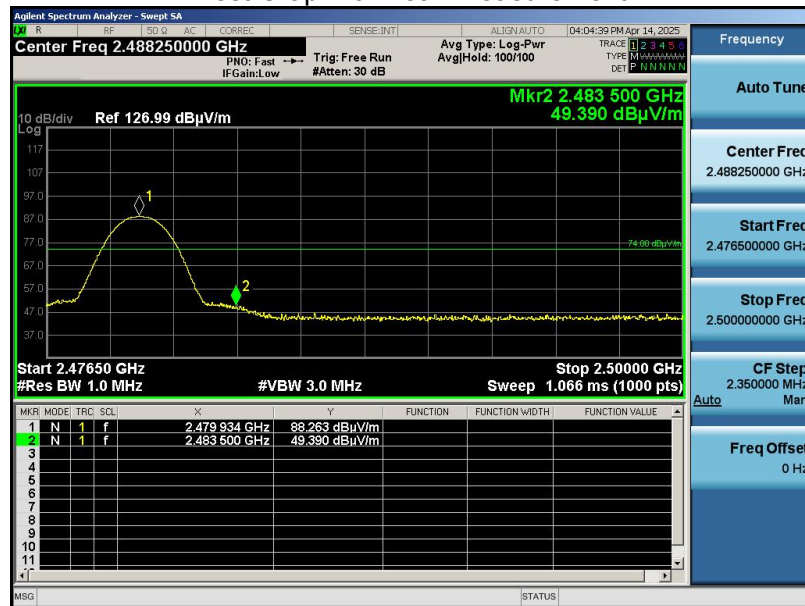 Agilent Spectrum Analyzer - Swept SA
LXI R RF 50 Ω AC CORREC SENSE:INT ALIGN AUTO 04:04:39 PM Apr 14, 2025
Center Freq 2.488250000 GHz
PNO: Fast
IFGain:Low
Trig: Free Run
#Atten: 30 dB
Avg Type: Log-Pwr
Avg|Hold: 100/100
TRACE 1 2 3 4 5 6
TYPE M
DET P N N N N N
Mkr2 2.483 500 GHz
49.390 dBµV/m
10 dB/div Ref 126.99 dBµV/m
Log
117
107
97.0
87.0
77.0
67.0
57.0
47.0
37.0
1
2
74.00 dBµV/m
Start 2.47650 GHz Stop 2.50000 GHz
#Res BW 1.0 MHz #VBW 3.0 MHz Sweep 1.066 ms (1000 pts)
MKR MODE TRC SCL X Y FUNCTION FUNCTION WIDTH FUNCTION VALUE
1 N 1 f 2.479 934 GHz 88.263 dBµV/m
2 N 1 f 2.483 500 GHz 49.390 dBµV/m
3
4
5
6
7
8
9
10
11
MSG STATUS
Frequency
Auto Tune
Center Freq
2.488250000 GHz
Start Freq
2.476500000 GHz
Stop Freq
2.500000000 GHz
CF Step
2.350000 MHz
Auto Man
Freq Offset
0 Hz